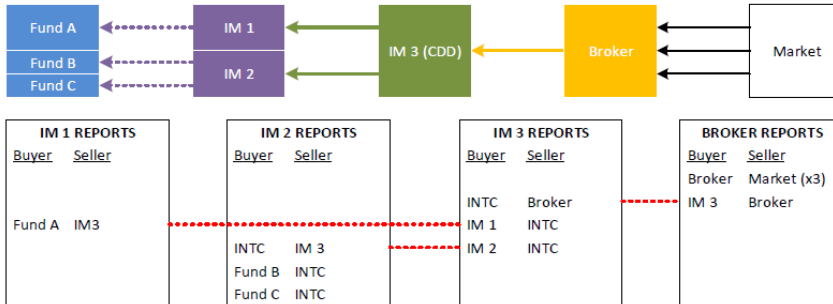 Fund A
Fund B
Fund C
IM 1
IM 2
IM 3 (CDD)
Broker
Market
IM 1 REPORTS
Buyer Seller
Fund A IM3
IM 2 REPORTS
Buyer Seller
INTC IM 3
Fund B INTC
Fund C INTC
IM 3 REPORTS
Buyer Seller
INTC Broker
IM 1 INTC
IM 2 INTC
BROKER REPORTS
Buyer Seller
Broker Market (x3)
IM 3 Broker